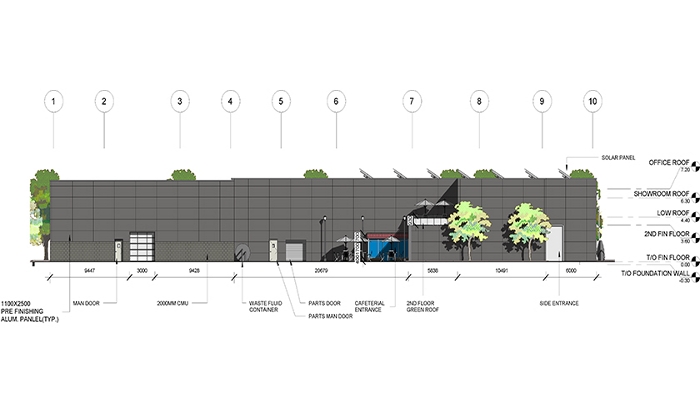 1 2 3 4 5 6 7 8 9 10
SOLAR PANEL
OFFICE ROOF
7.20
SHOWROOM ROOF
6.30
LOW ROOF
4.40
2ND FIN FLOOR
3.60
T/O FIN FLOOR
0.00
T/O FOUNDATION WALL
-0.30
9447 3000 9428 20679 5638 10491 6000
1100X2500
PRE FINISHING
ALUM. PANLEL(TYP.)
MAN DOOR
2000MM CMU
WASTE FLUID
CONTAINER
PARTS DOOR
PARTS MAN DOOR
CAFETERIAL
ENTRANCE
2ND FLOOR
GREEN ROOF
SIDE ENTRANCE